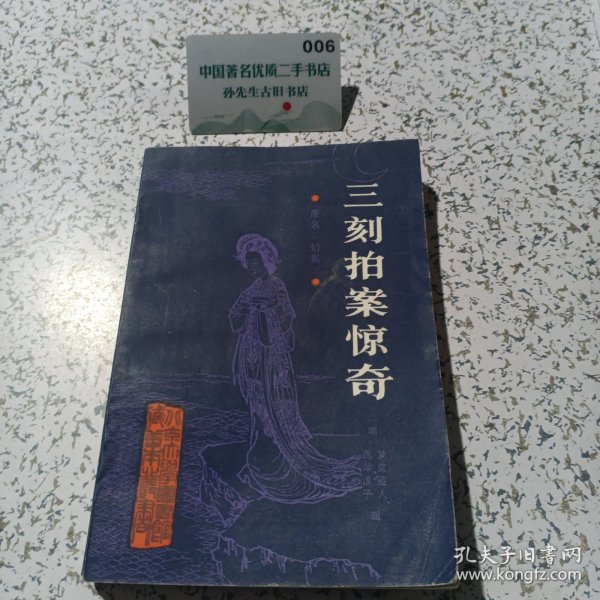 006
中国著名优质二手书店
孙先生古旧书店
三刻拍案惊奇
原名 幻影
明 梦觉道人
西湖浪子 辑
孔夫子旧书网
www.kongfz.com